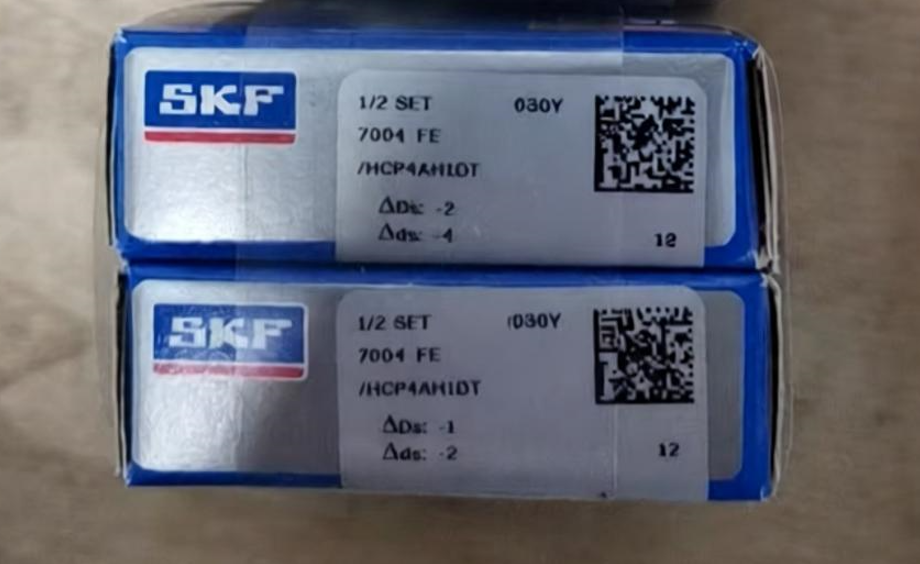 SKF
1/2 SET 030Y
7004 FE
/HCP4AH1DT
ΔDs: -2
Δds: -4
12
SKF
1/2 SET 030Y
7004 FE
/HCP4AH1DT
ΔDs: -1
Δds: -2
12